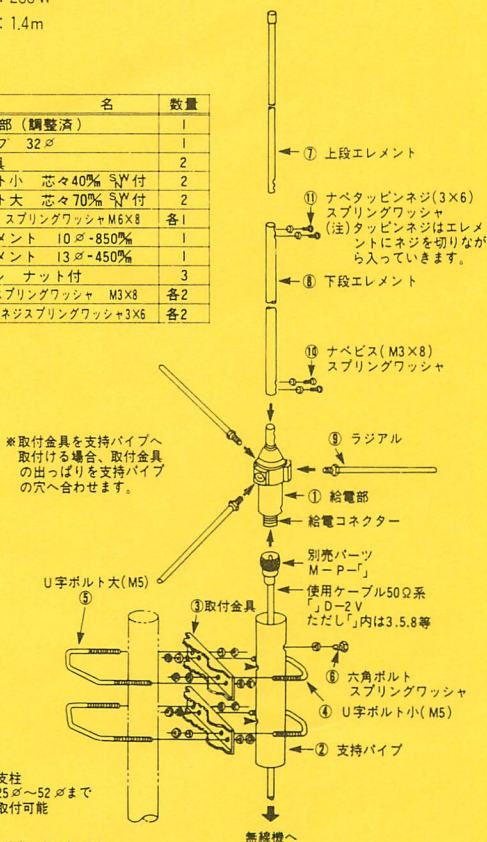 : 1.4m
名 数量
部 (調整済) 1
プ 32φ 1
具 2
ト小 芯々40㎜ SW N付 2
ト大 芯々70㎜ SW N付 2
スプリングワッシャM6×8 各1
メント 10φ-850㎜ 1
メント 13φ-450㎜ 1
ル ナット付 3
スプリングワッシャ M3×8 各2
ネジスプリングワッシャ3×6 各2
⑦ 上段エレメント
⑪ ナベタッピンネジ(3×6)
スプリングワッシャ
(注)タッピンネジはエレメ
ントにネジを切りなが
ら入っていきます。
⑧ 下段エレメント
⑩ ナベビス(M3×8)
スプリングワッシャ
※取付金具を支持パイプへ
取付ける場合、取付金具
の出っぱりを支持パイプ
の穴へ合わせます。
⑨ ラジアル
① 給電部
給電コネクター
別売パーツ
M-P-「」
使用ケーブル50Ω系
「」D-2V
ただし「」内は3.5.8等
U字ボルト大(M5)
⑤
③取付金具
⑥ 六角ボルト
スプリングワッシャ
④ U字ボルト小(M5)
② 支持パイプ
支柱
25φ~52φまで
取付可能
無線機へ